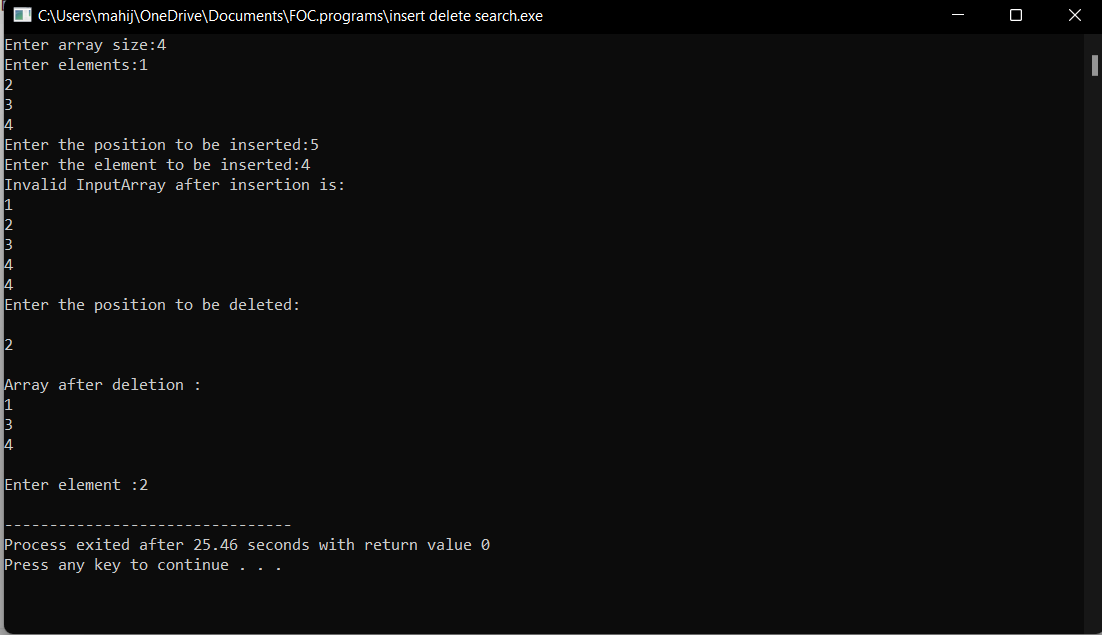 C:\Users\mahij\OneDrive\Documents\FOC.programs\insert delete search.exe
Enter array size:4
Enter elements:1
2
3
4
Enter the position to be inserted:5
Enter the element to be inserted:4
Invalid InputArray after insertion is:
1
2
3
4
4
Enter the position to be deleted:
2
Array after deletion :
1
3
4
Enter element :2
--------------------------------
Process exited after 25.46 seconds with return value 0
Press any key to continue . . .